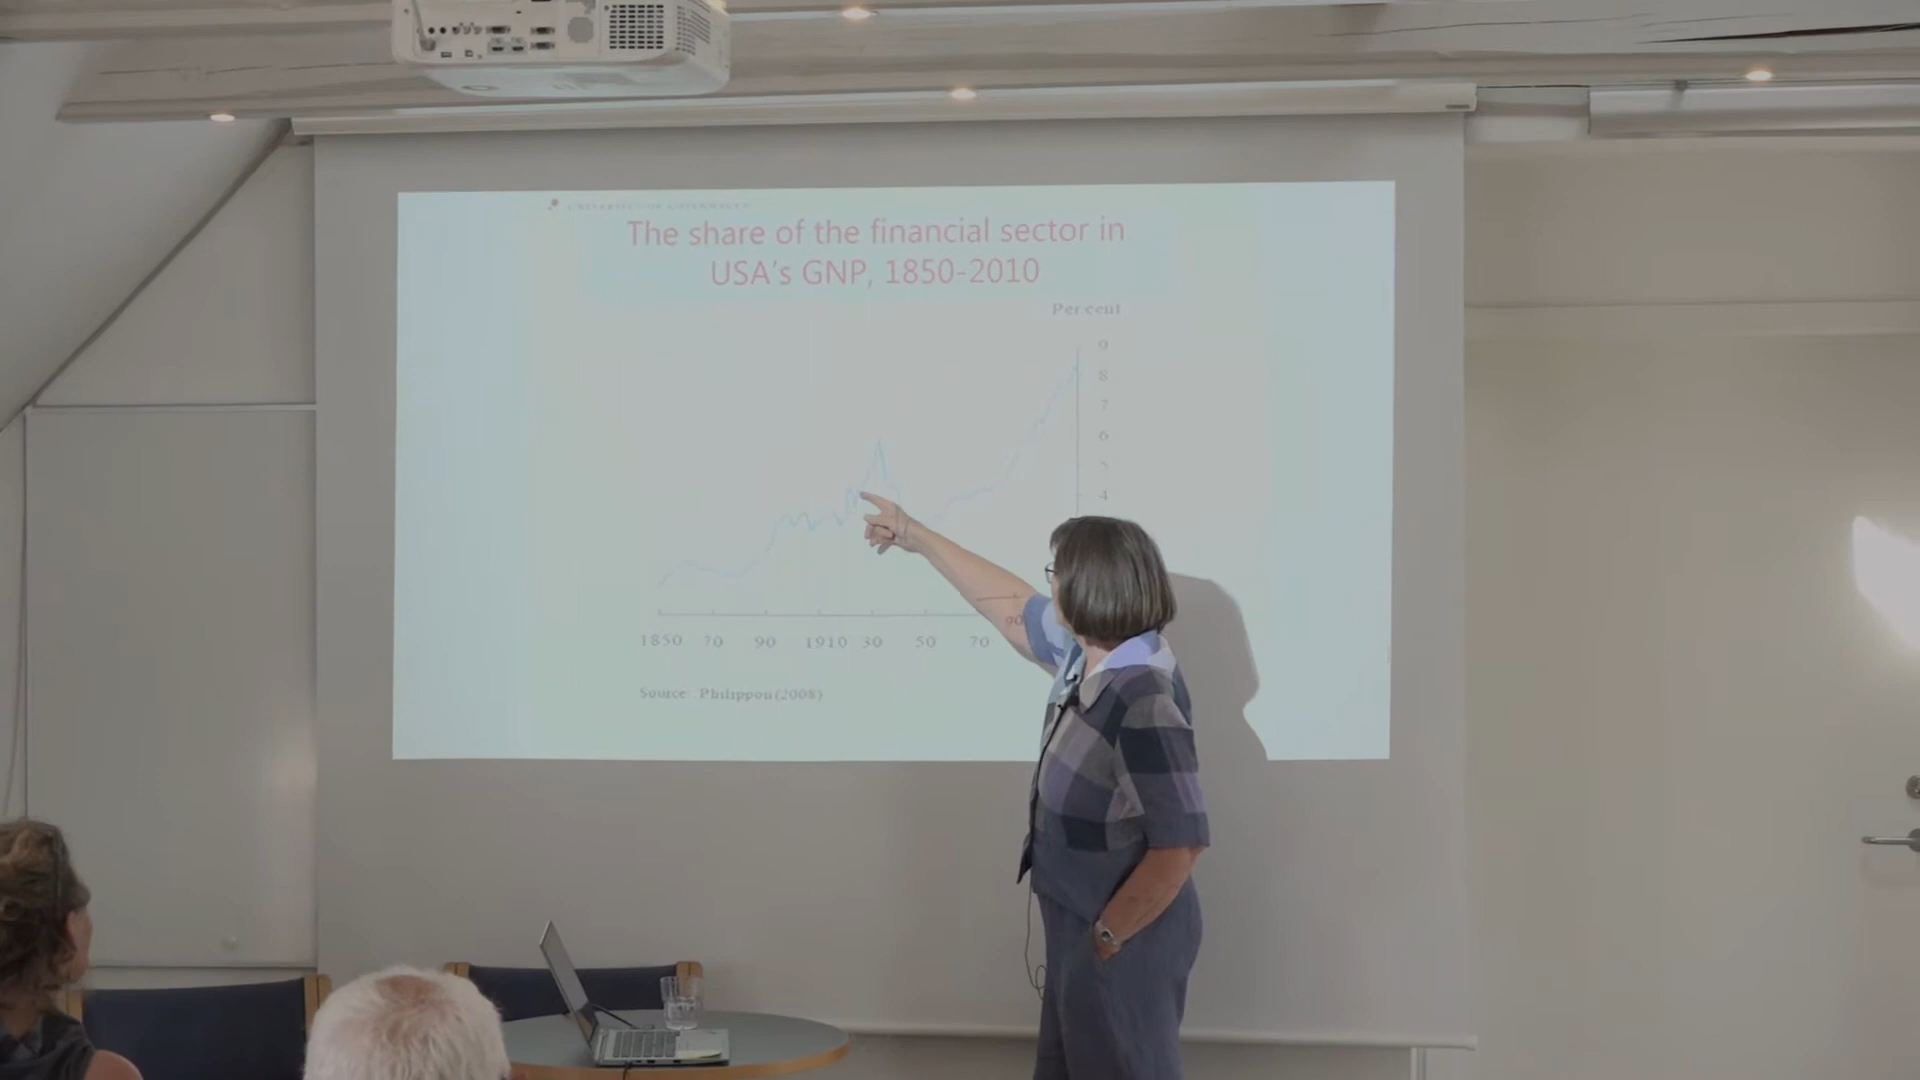 The share of the financial sector in
USA's GNP, 1850-2010
Per cent
9
8
7
6
5
4
90
1850 70 90 1910 30 50 70
Source: Philippon (2008)